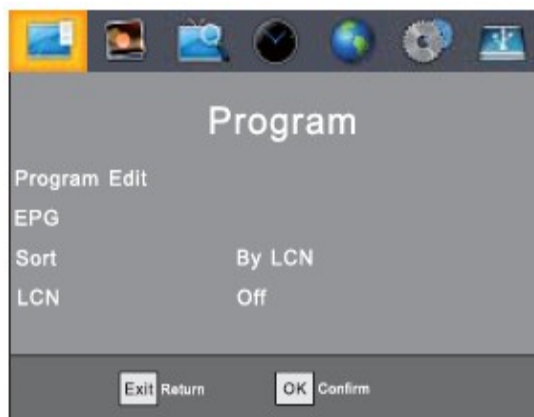 Program
Program Edit
EPG
Sort By LCN
LCN Off
Exit Return OK Confirm